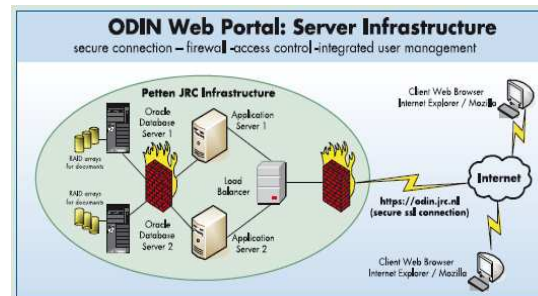 ODIN Web Portal: Server Infrastructure
secure connection – firewall -access control -integrated user management
Petten JRC Infrastructure
Oracle
Database
Server 1
Application
Server 1
RAID arrays
for documents
Load
Balancer
RAID arrays
for documents
Oracle
Database
Server 2
Application
Server 2
Client Web Browser
Internet Explorer / Mozilla
Internet
https://odin.jrc.nl
(secure ssl connection)
Client Web Browser
Internet Explorer / Mozilla